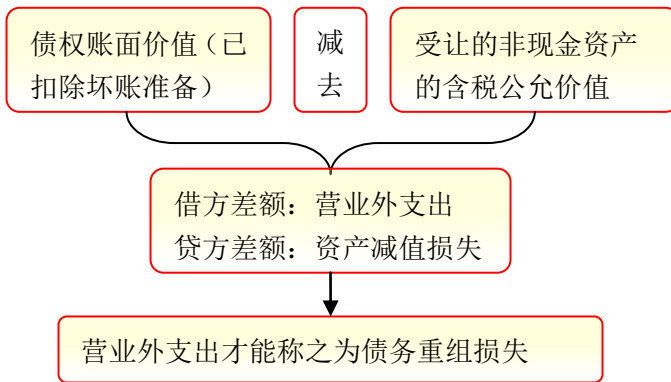 债权账面价值（已
扣除坏账准备）
减
去
受让的非现金资产
的含税公允价值
借方差额：营业外支出
贷方差额：资产减值损失
营业外支出才能称之为债务重组损失